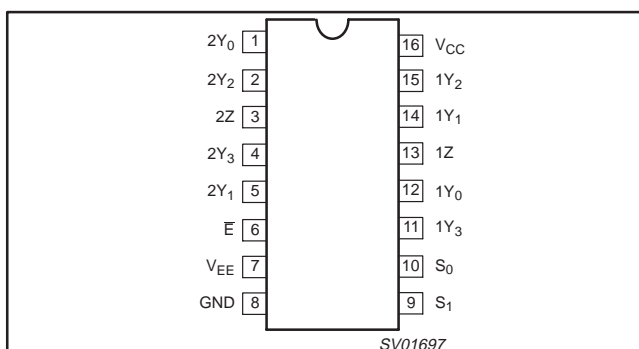 2Y0 1 16 VCC
2Y2 2 15 1Y2
2Z 3 14 1Y1
2Y3 4 13 1Z
2Y1 5 12 1Y0
E̅ 6 11 1Y3
VEE 7 10 S0
GND 8 9 S1
SV01697